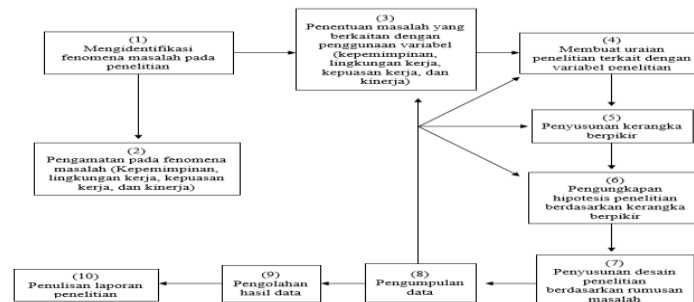 (1)
Mengidentifikasi
fenomena masalah pada
penelitian
(2)
Pengamatan pada fenomena
masalah (Kepemimpinan,
lingkungan kerja, kepuasan
kerja, dan kinerja)
(3)
Penentuan masalah yang
berkaitan dengan
penggunaan variabel
(kepemimpinan,
lingkungan kerja,
kepuasan kerja, dan
kinerja)
(4)
Membuat uraian
penelitian terkait dengan
variabel penelitian
(5)
Penyusunan kerangka
berpikir
(6)
Pengungkapan
hipotesis penelitian
berdasarkan kerangka
berpikir
(7)
Penyusunan desain
penelitian
berdasarkan rumusan
masalah
(8)
Pengumpulan
data
(9)
Pengolahan
hasil data
(10)
Penulisan laporan
penelitian